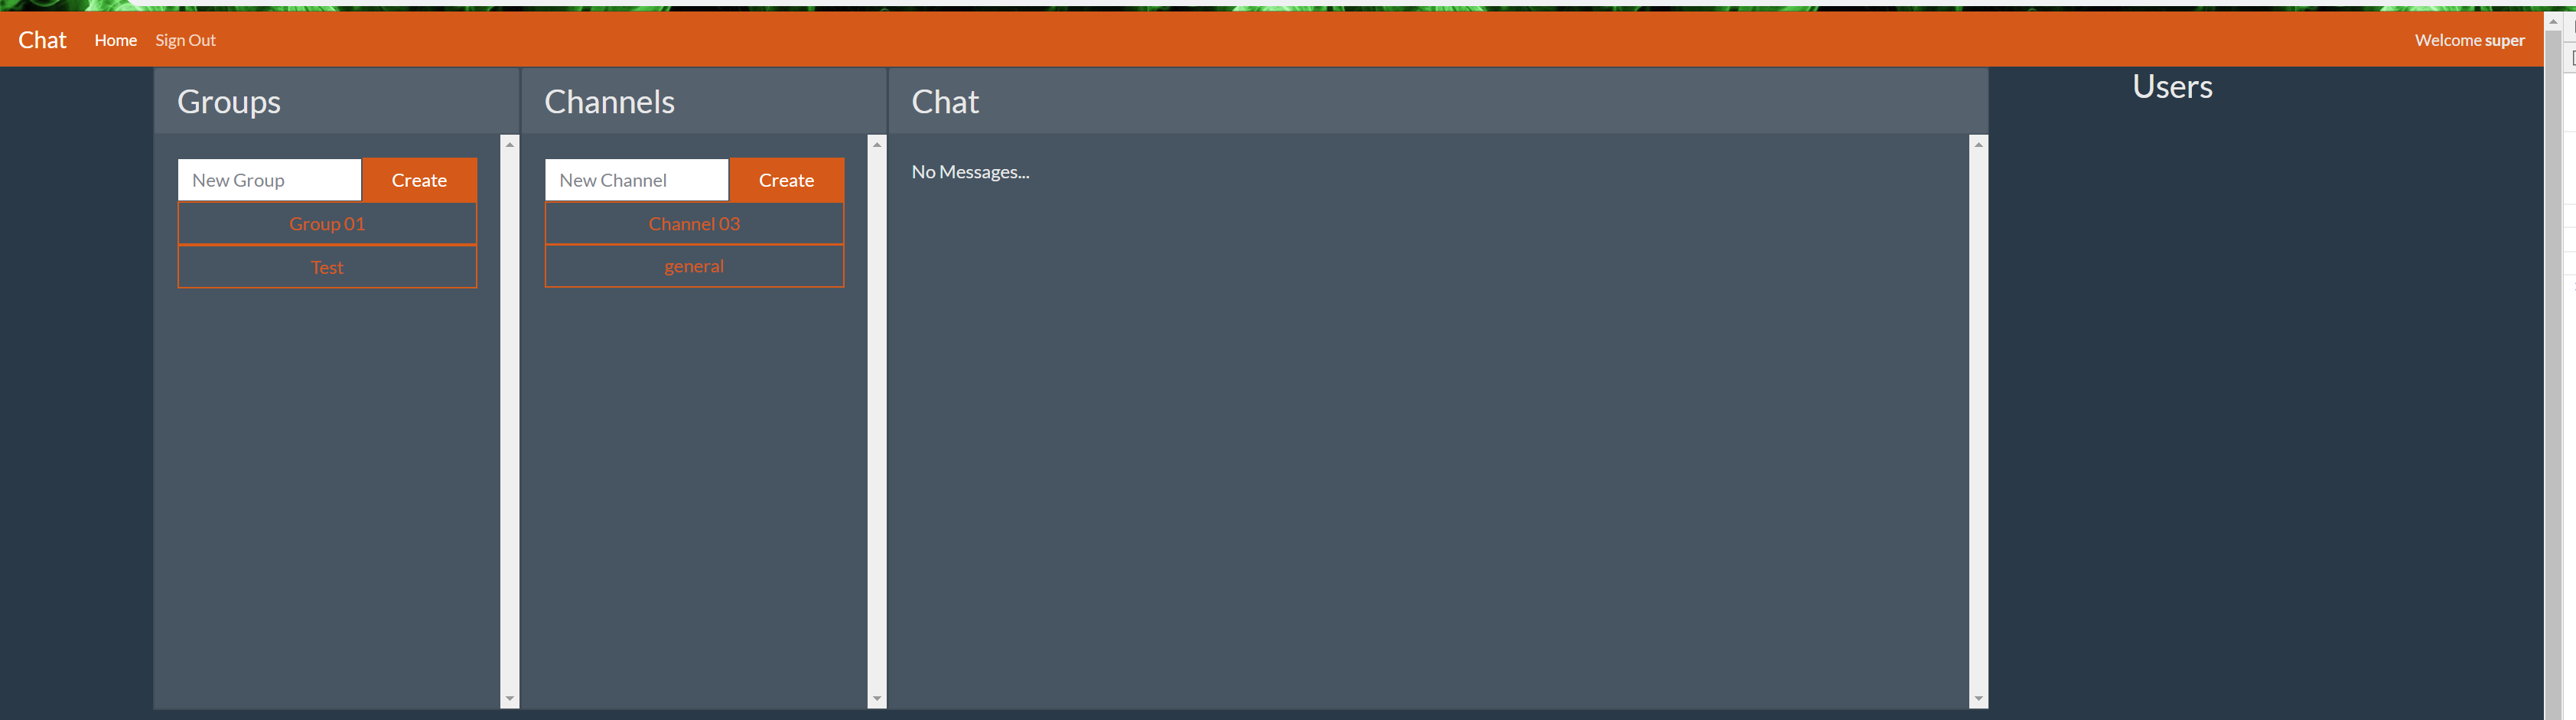 Chat Home Sign Out Welcome super
Groups Channels Chat Users
New Group Create New Channel Create No Messages...
Group 01 Channel 03
Test general